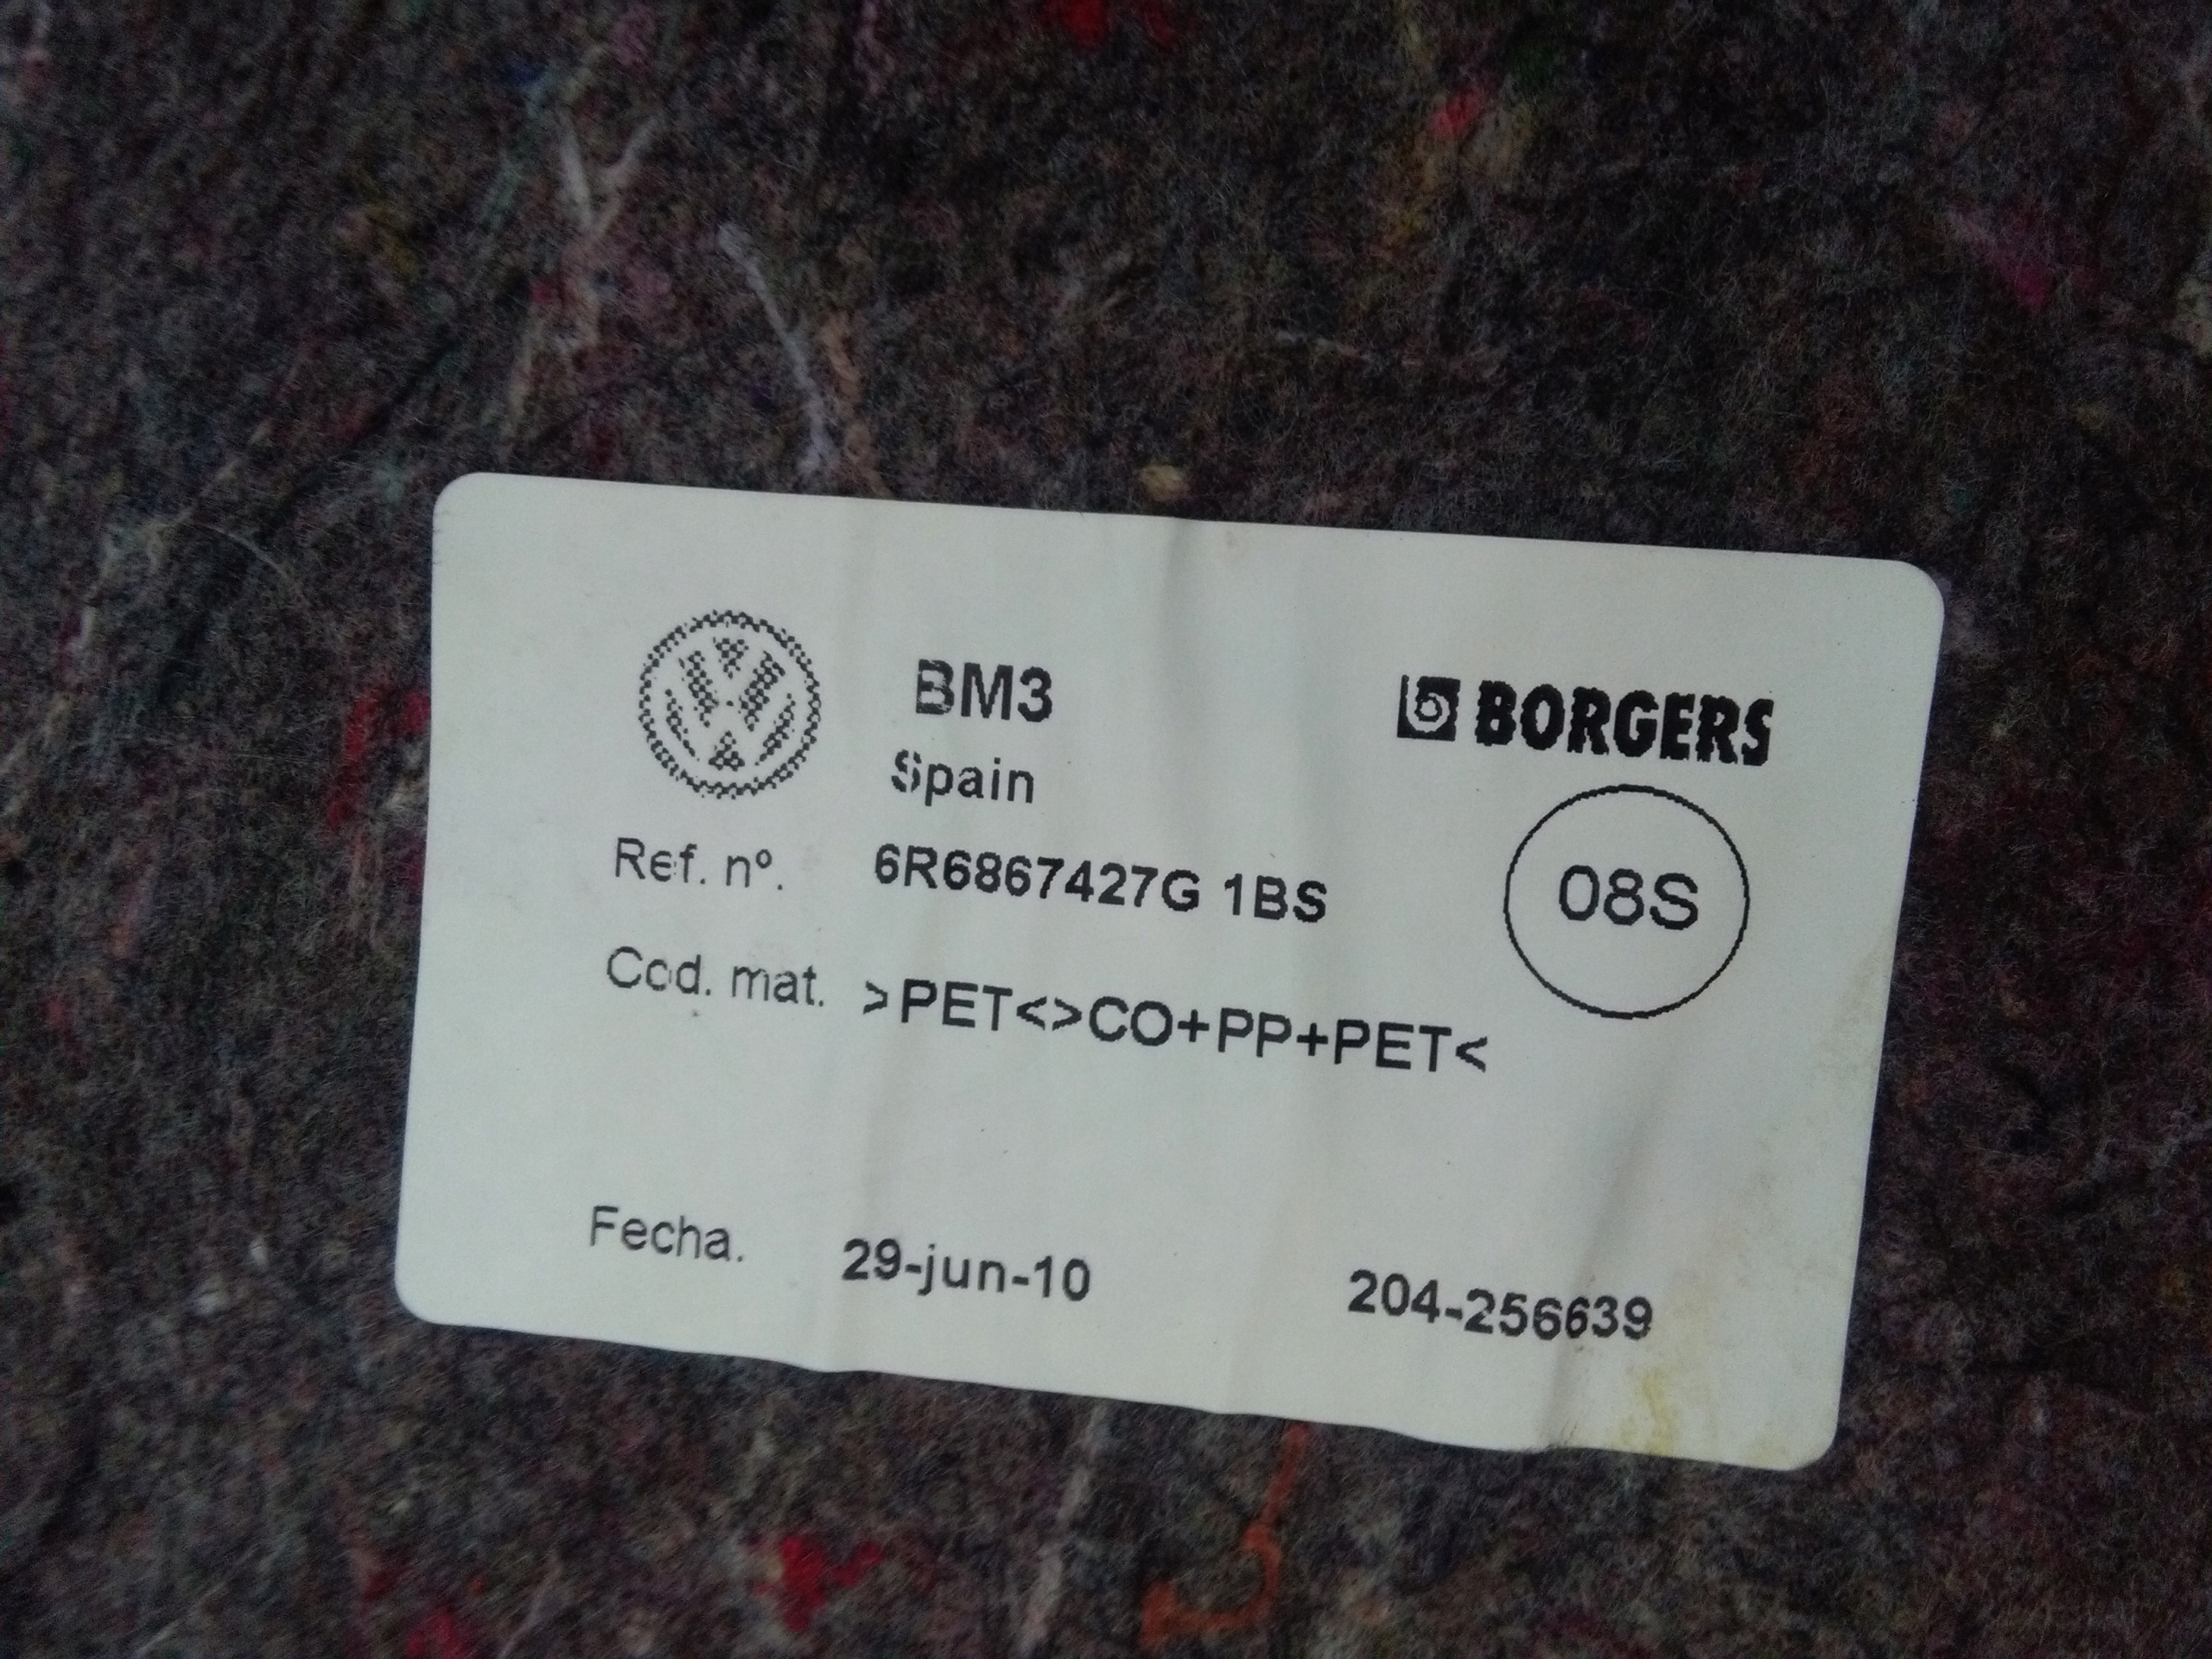 BM3
BORGERS
Spain
08S
Ref. nº. 6R6867427G 1BS
Cod. mat. >PET<>CO+PP+PET<
Fecha. 29-jun-10 204-256639